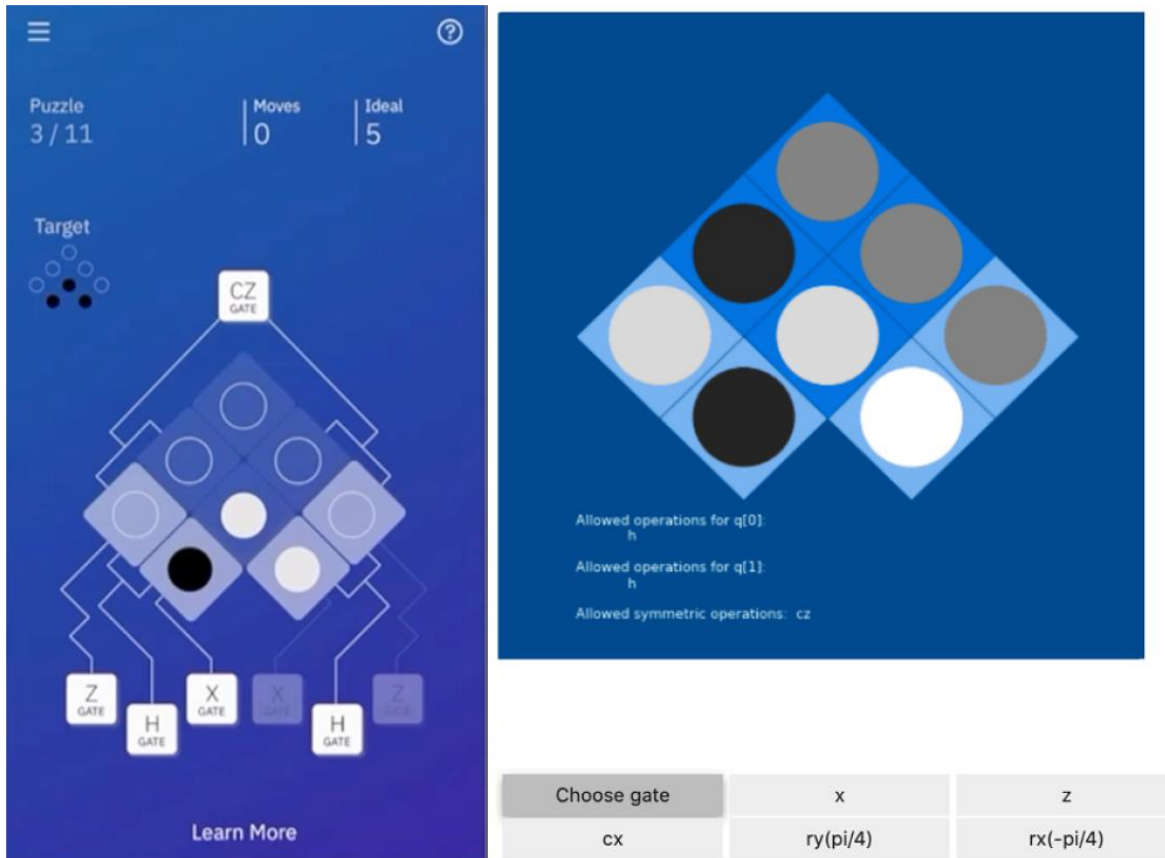 Puzzle
3 / 11
Moves
0
Ideal
5
Target
CZ
GATE
Z
GATE
H
GATE
X
GATE
X
GATE
H
GATE
Z
GATE
Learn More
Allowed operations for q[0]:
h
Allowed operations for q[1]:
h
Allowed symmetric operations: cz
Choose gate
x
z
cx
ry(pi/4)
rx(-pi/4)